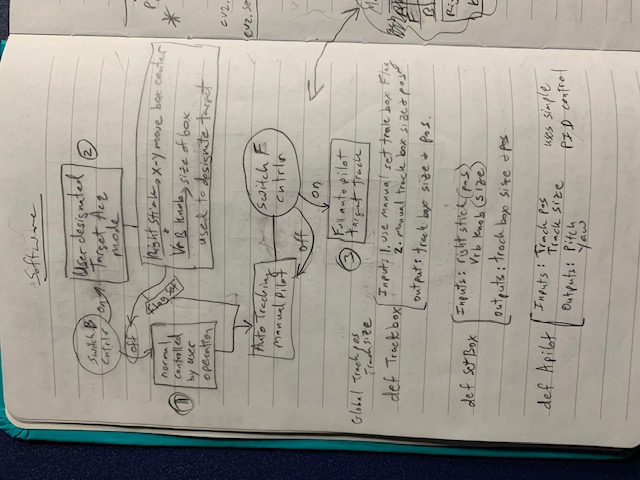 Software
Switch B
cntrlr
on
User designated
Target Acq
mode
2
off
flag set
1
normal
controlled
by user
operation
Right Stick → X-Y move box center
Vr B Knob → size of box
used to designate target
Auto Tracking
Manual Pilot
Switch F
cntrlr
off
on
3
Full auto pilot
target track
Global Track pos
Track size
def Trackbox
Inputs 1. use manual set track box Flag
2. manual track box size & pos
output: track box size & pos.
def setBox
Inputs: right stick (pos)
Vrb knob (size)
outputs: track box size & pos
def Apilot
Inputs: Track pos
Track size
Outputs: Pitch
Yaw
uses simple
PID control
*
cv2.
cv2. se
F
B